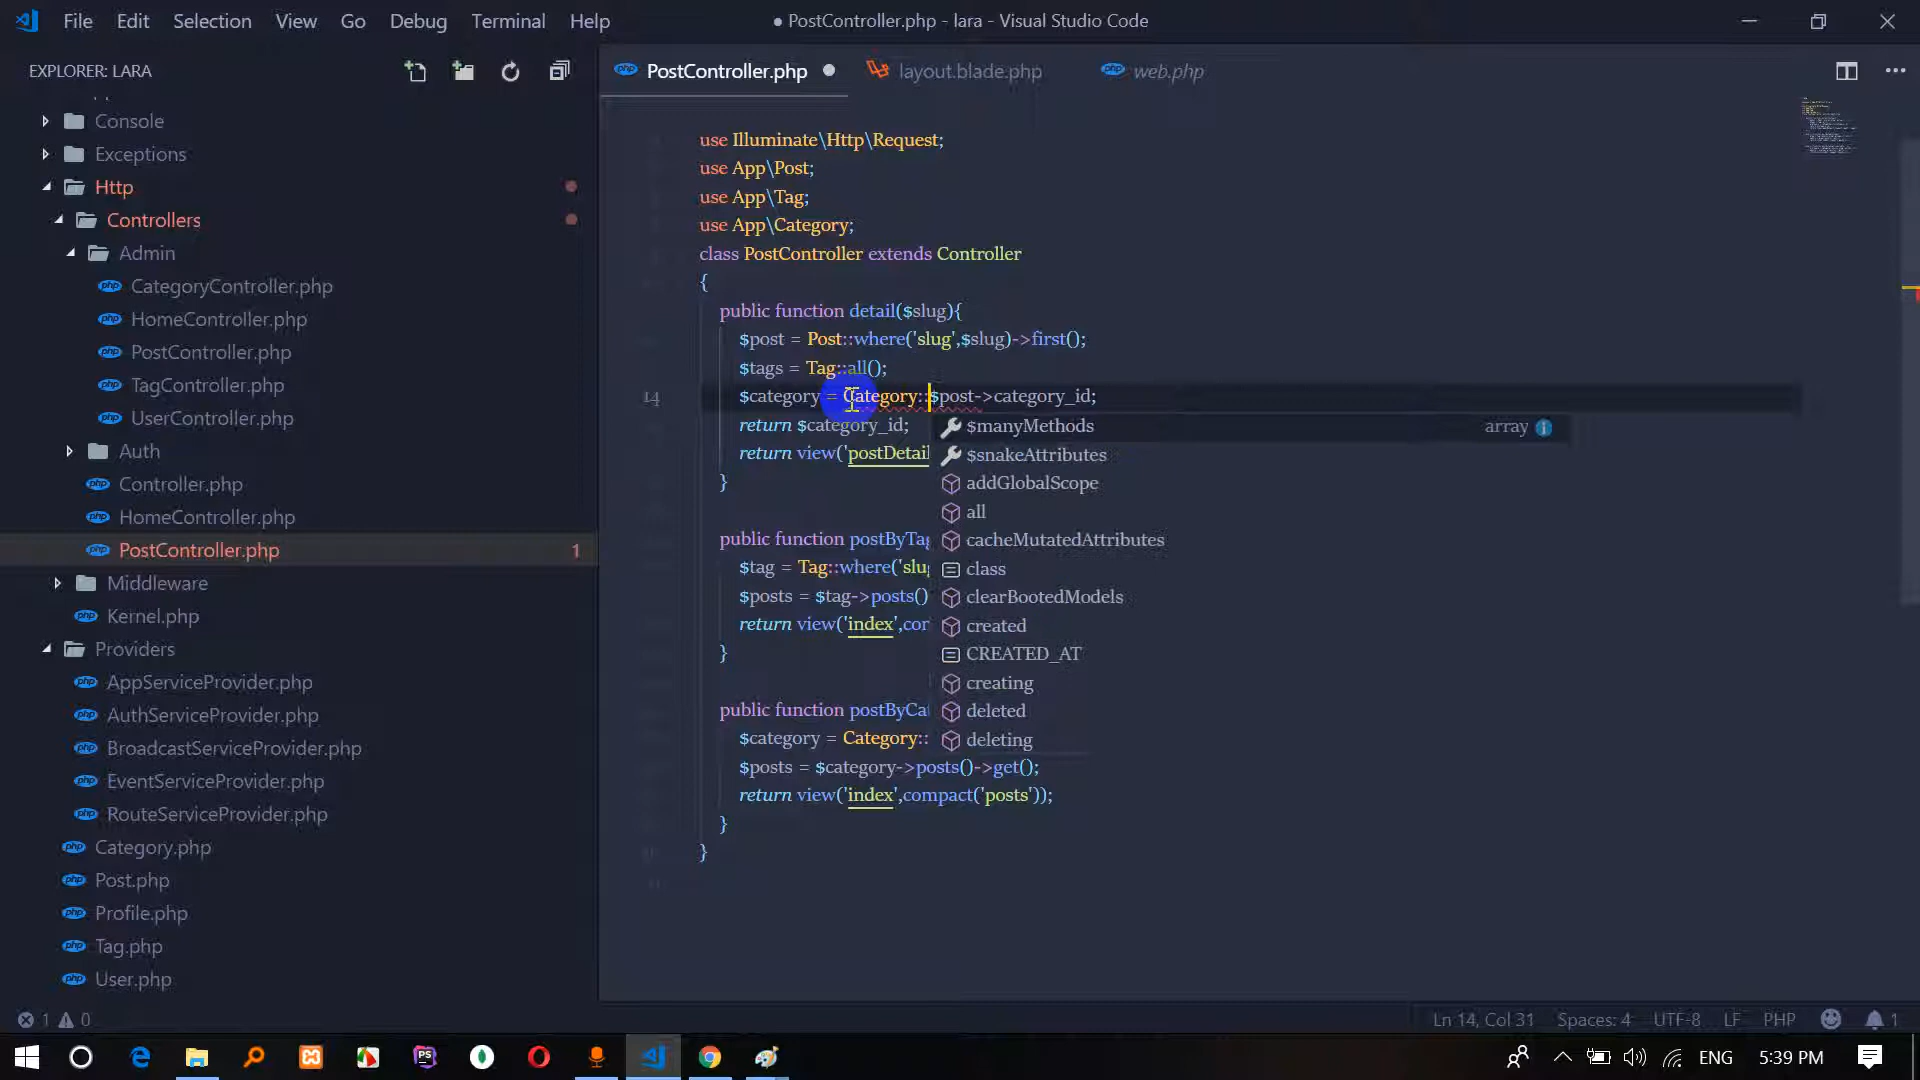 File Edit Selection View Go Debug Terminal Help
● PostController.php - lara - Visual Studio Code
EXPLORER: LARA
Console
Exceptions
Http
Controllers
Admin
CategoryController.php
HomeController.php
PostController.php
TagController.php
UserController.php
Auth
Controller.php
HomeController.php
PostController.php 1
Middleware
Kernel.php
Providers
AppServiceProvider.php
AuthServiceProvider.php
BroadcastServiceProvider.php
EventServiceProvider.php
RouteServiceProvider.php
Category.php
Post.php
Profile.php
Tag.php
User.php
PostController.php ● layout.blade.php web.php
use Illuminate\Http\Request;
use App\Post;
use App\Tag;
use App\Category;
class PostController extends Controller
{
public function detail($slug){
$post = Post::where('slug',$slug)->first();
$tags = Tag::all();
14 $category = Category::$post->category_id;
return $category_id;
return view('postDetail
}
public function postByTag
$tag = Tag::where('slug
$posts = $tag->posts()
return view('index',com
}
public function postByCa
$category = Category::
$posts = $category->posts()->get();
return view('index',compact('posts'));
}
}
$manyMethods array
$snakeAttributes
addGlobalScope
all
cacheMutatedAttributes
class
clearBootedModels
created
CREATED_AT
creating
deleted
deleting
1 0
Ln 14, Col 31 Spaces: 4 UTF-8 LF PHP 1
PS
ENG 5:39 PM